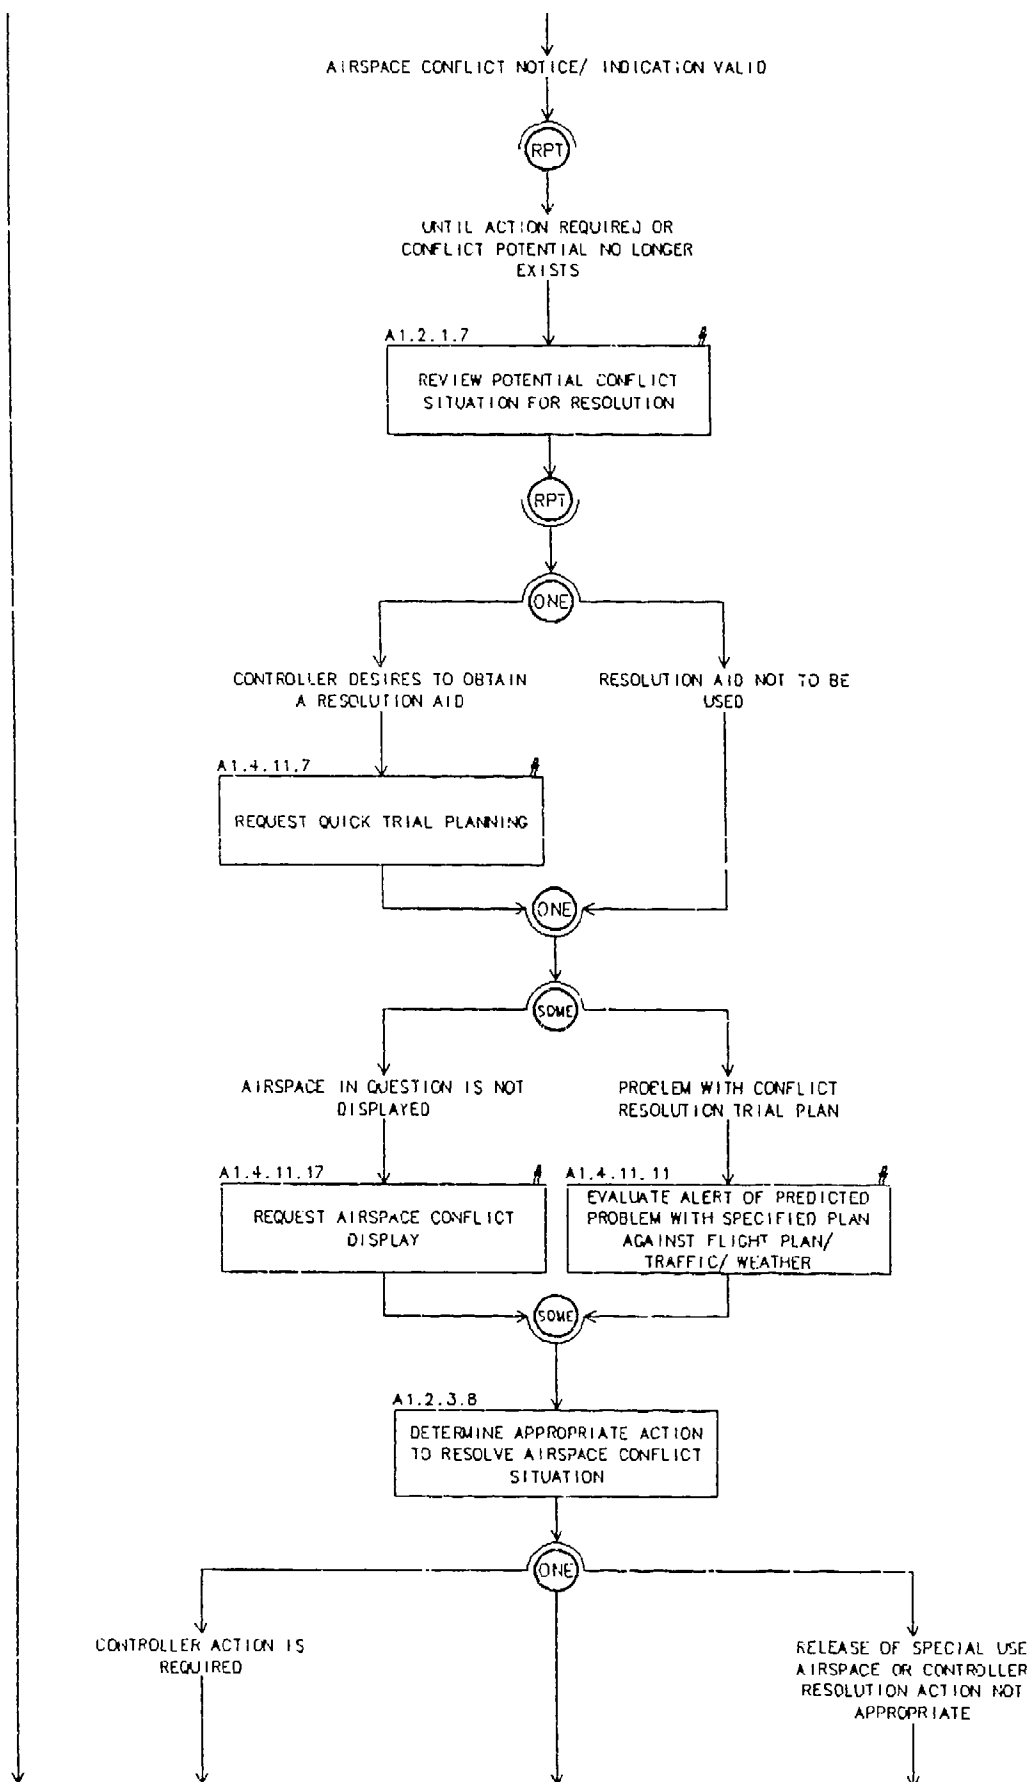 AIRSPACE CONFLICT NOTICE/ INDICATION VALID
RPT
UNTIL ACTION REQUIRED OR
CONFLICT POTENTIAL NO LONGER
EXISTS
A1.2.1.7
REVIEW POTENTIAL CONFLICT
SITUATION FOR RESOLUTION
RPT
ONE
CONTROLLER DESIRES TO OBTAIN
A RESOLUTION AID
RESOLUTION AID NOT TO BE
USED
A1.4.11.7
REQUEST QUICK TRIAL PLANNING
ONE
SOME
AIRSPACE IN QUESTION IS NOT
DISPLAYED
PROBLEM WITH CONFLICT
RESOLUTION TRIAL PLAN
A1.4.11.17
REQUEST AIRSPACE CONFLICT
DISPLAY
A1.4.11.11
EVALUATE ALERT OF PREDICTED
PROBLEM WITH SPECIFIED PLAN
AGAINST FLIGHT PLAN/
TRAFFIC/ WEATHER
SOME
A1.2.3.8
DETERMINE APPROPRIATE ACTION
TO RESOLVE AIRSPACE CONFLICT
SITUATION
ONE
CONTROLLER ACTION IS
REQUIRED
RELEASE OF SPECIAL USE
AIRSPACE OR CONTROLLER
RESOLUTION ACTION NOT
APPROPRIATE